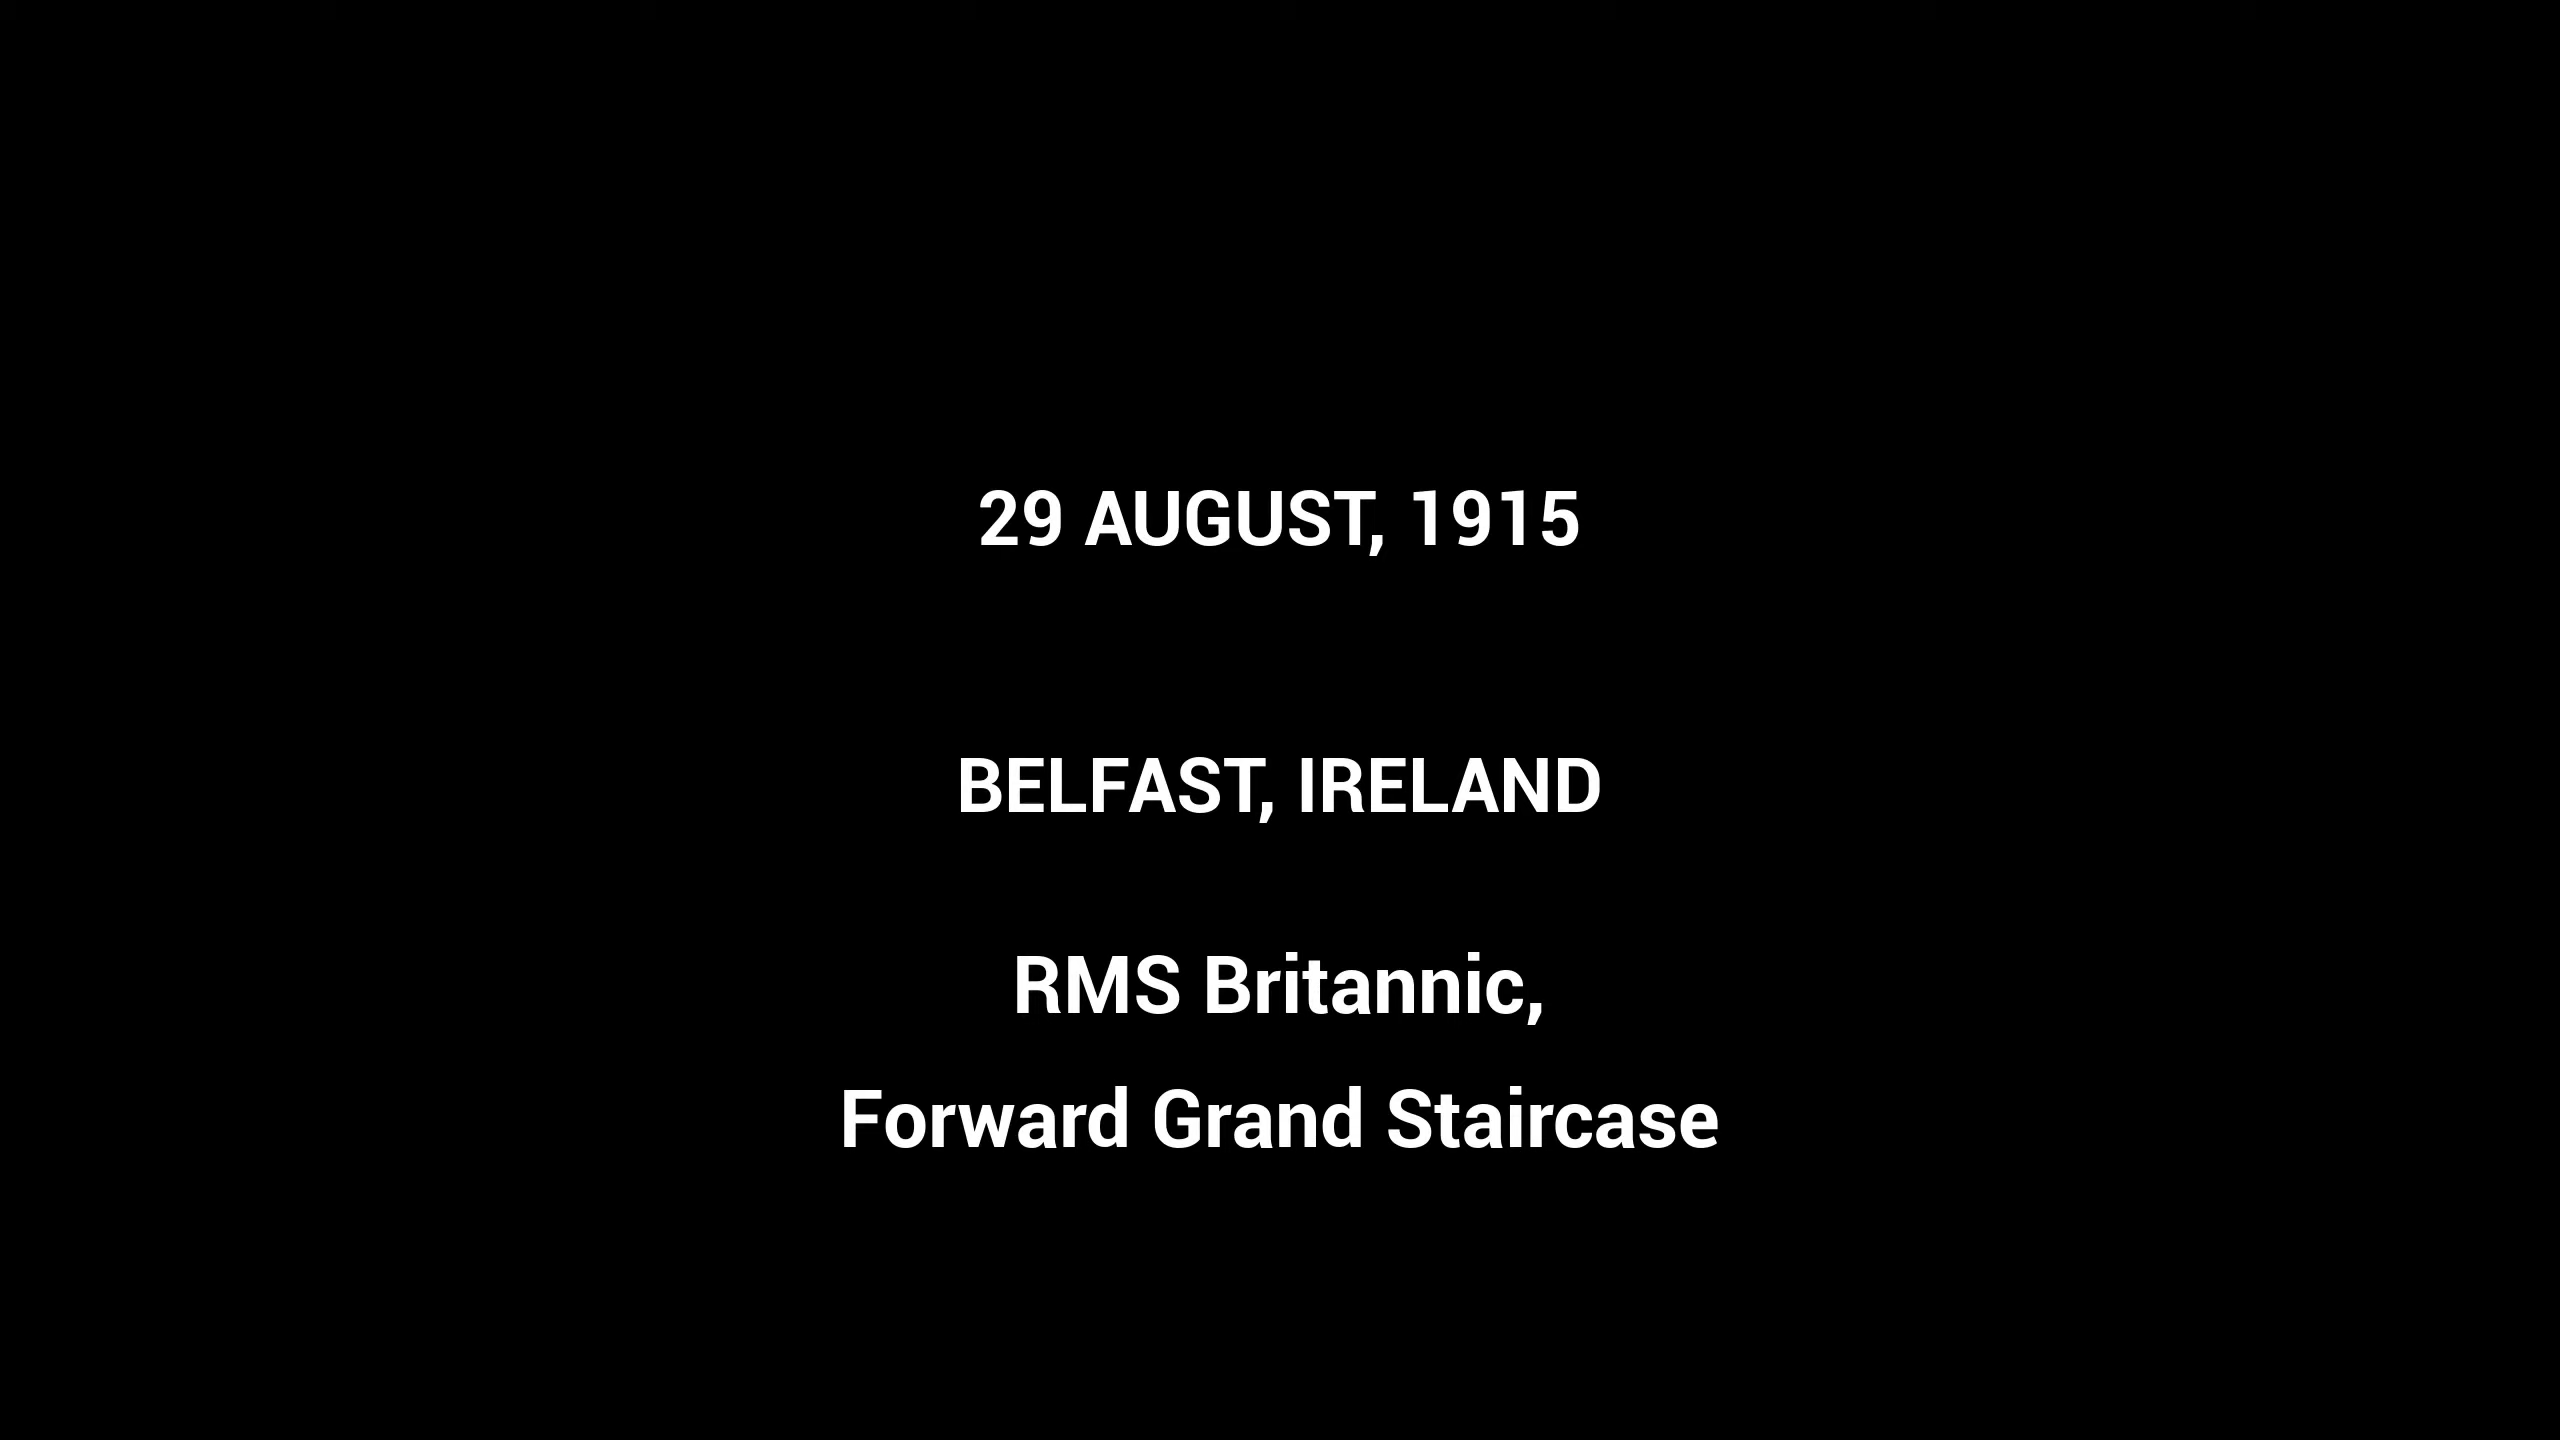 29 AUGUST, 1915
BELFAST, IRELAND
RMS Britannic,
Forward Grand Staircase